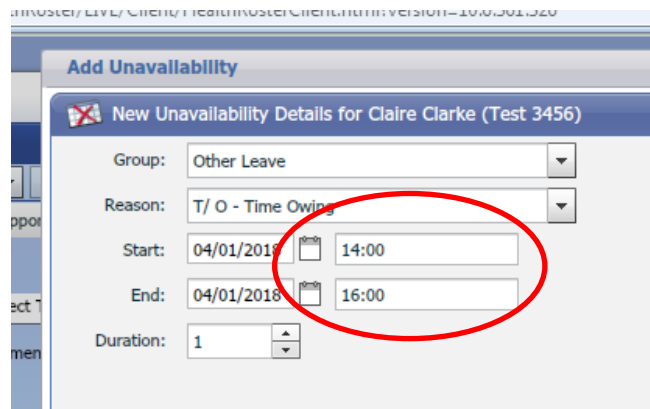 Add Unavailability
New Unavailability Details for Claire Clarke (Test 3456)
Group: Other Leave
Reason: T/ O - Time Owing
Start: 04/01/2018 14:00
End: 04/01/2018 16:00
Duration: 1